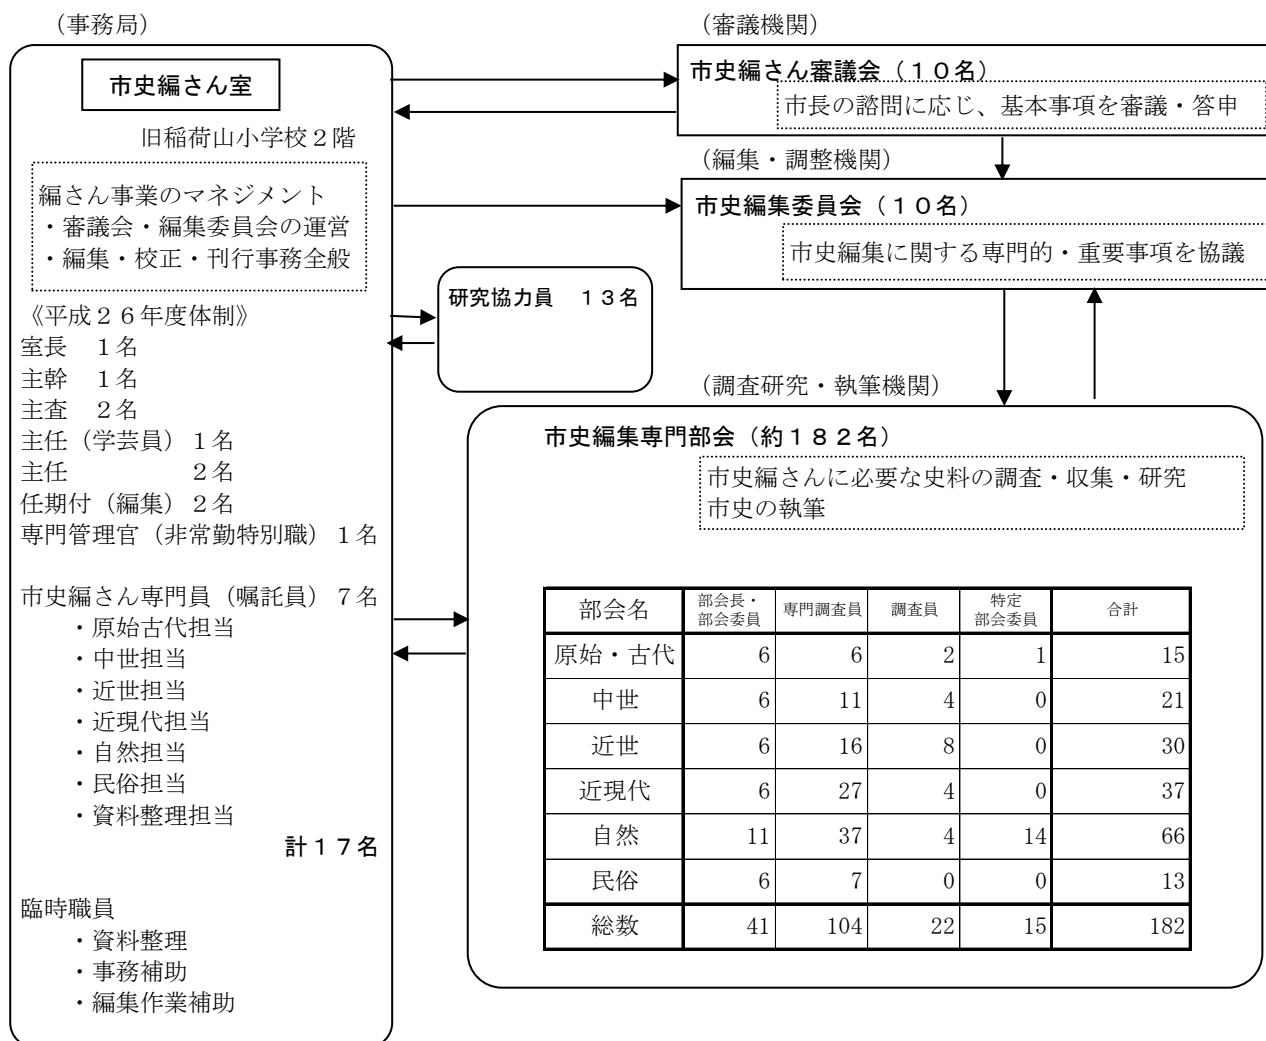 （事務局）
市史編さん室
旧稲荷山小学校２階
編さん事業のマネジメント
・審議会・編集委員会の運営
・編集・校正・刊行事務全般
《平成２６年度体制》
室長　１名
主幹　１名
主査　２名
主任（学芸員）１名
主任　　　　　２名
任期付（編集）２名
専門管理官（非常勤特別職）１名
市史編さん専門員（嘱託員）７名
・原始古代担当
・中世担当
・近世担当
・近現代担当
・自然担当
・民俗担当
・資料整理担当
計１７名
臨時職員
・資料整理
・事務補助
・編集作業補助
研究協力員　１３名
（審議機関）
市史編さん審議会（１０名）
市長の諮問に応じ、基本事項を審議・答申
（編集・調整機関）
市史編集委員会（１０名）
市史編集に関する専門的・重要事項を協議
（調査研究・執筆機関）
市史編集専門部会（約１８２名）
市史編さんに必要な史料の調査・収集・研究
市史の執筆
部会名　部会長・部会委員　専門調査員　調査員　特定部会委員　合計
原始・古代　6　6　2　1　15
中世　6　11　4　0　21
近世　6　16　8　0　30
近現代　6　27　4　0　37
自然　11　37　4　14　66
民俗　6　7　0　0　13
総数　41　104　22　15　182